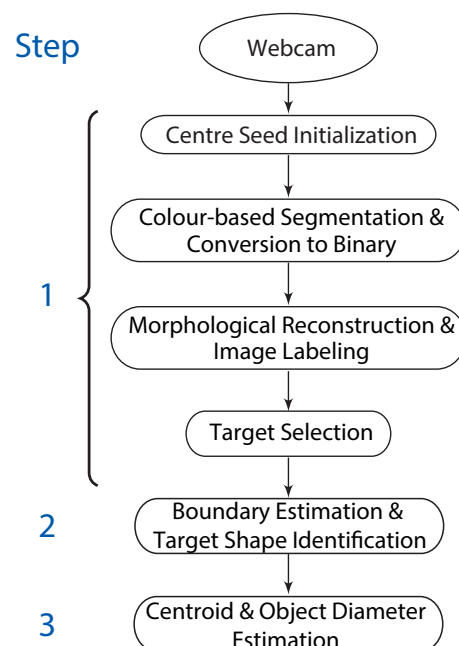 Step
Webcam
Centre Seed Initialization
Colour-based Segmentation &
Conversion to Binary
1
Morphological Reconstruction &
Image Labeling
Target Selection
2
Boundary Estimation &
Target Shape Identification
3
Centroid & Object Diameter
Estimation